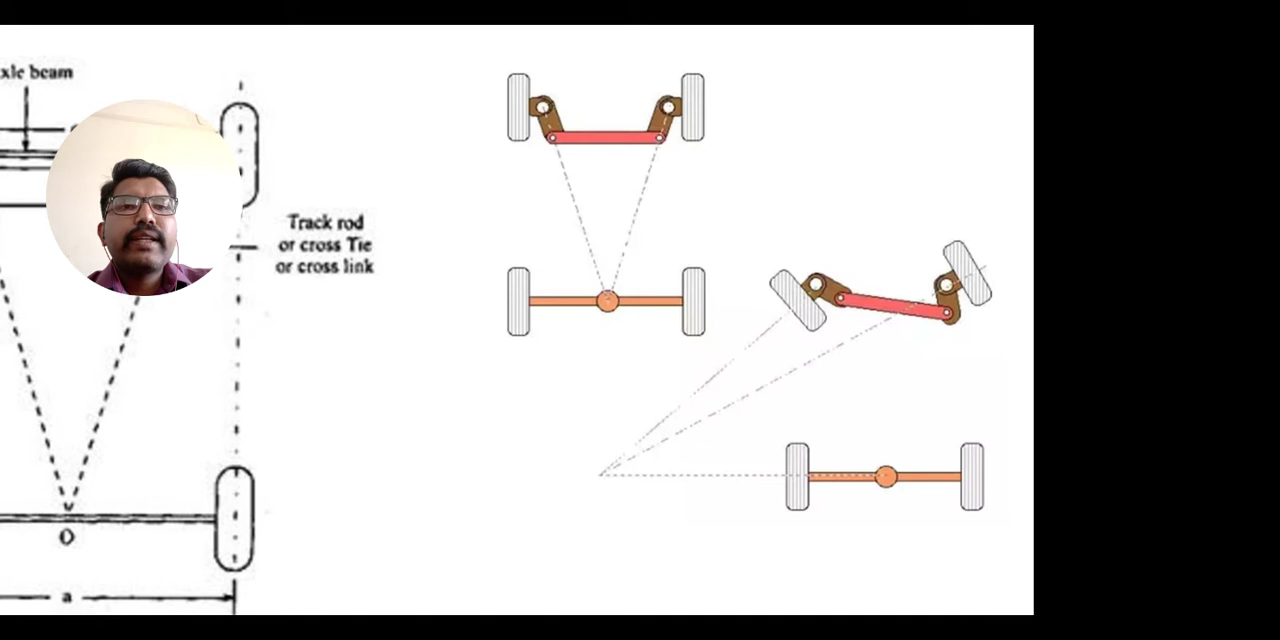 xle beam
Track rod
or cross Tie
or cross link
O
a